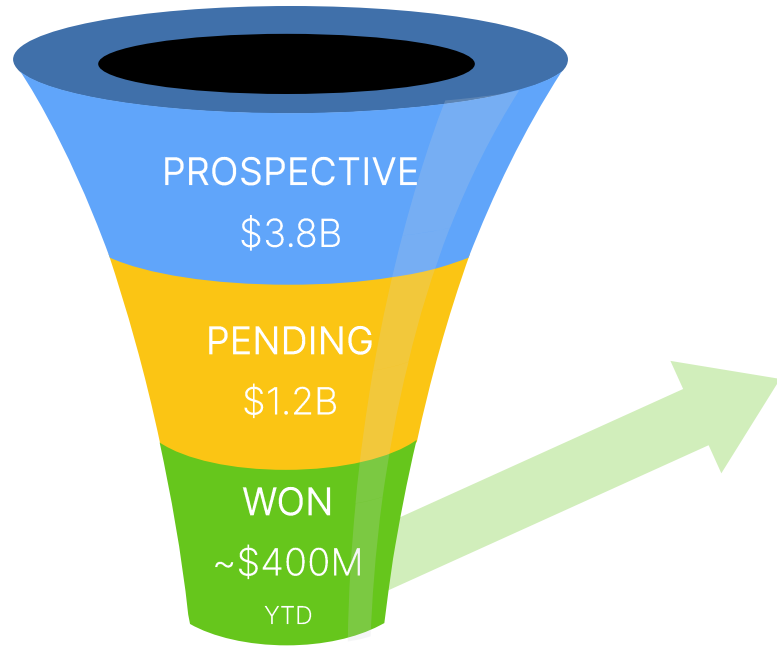 PROSPECTIVE
$3.8B
PENDING
$1.2B
WON
~$400M
YTD